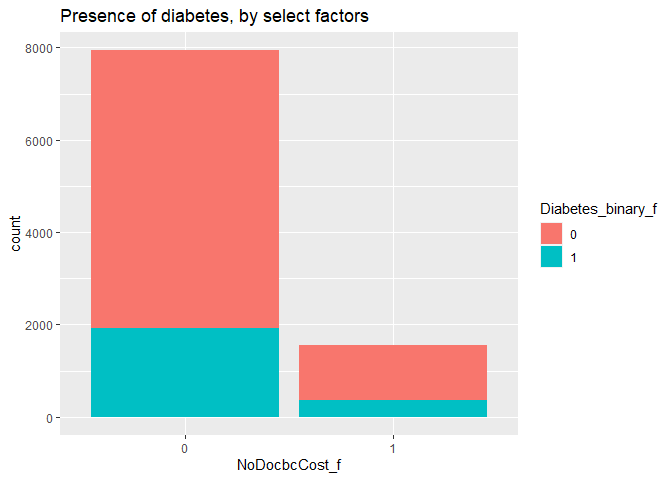 Presence of diabetes, by select factors
8000
6000
4000
2000
0
count
0
1
NoDocbcCost_f
Diabetes_binary_f
0
1